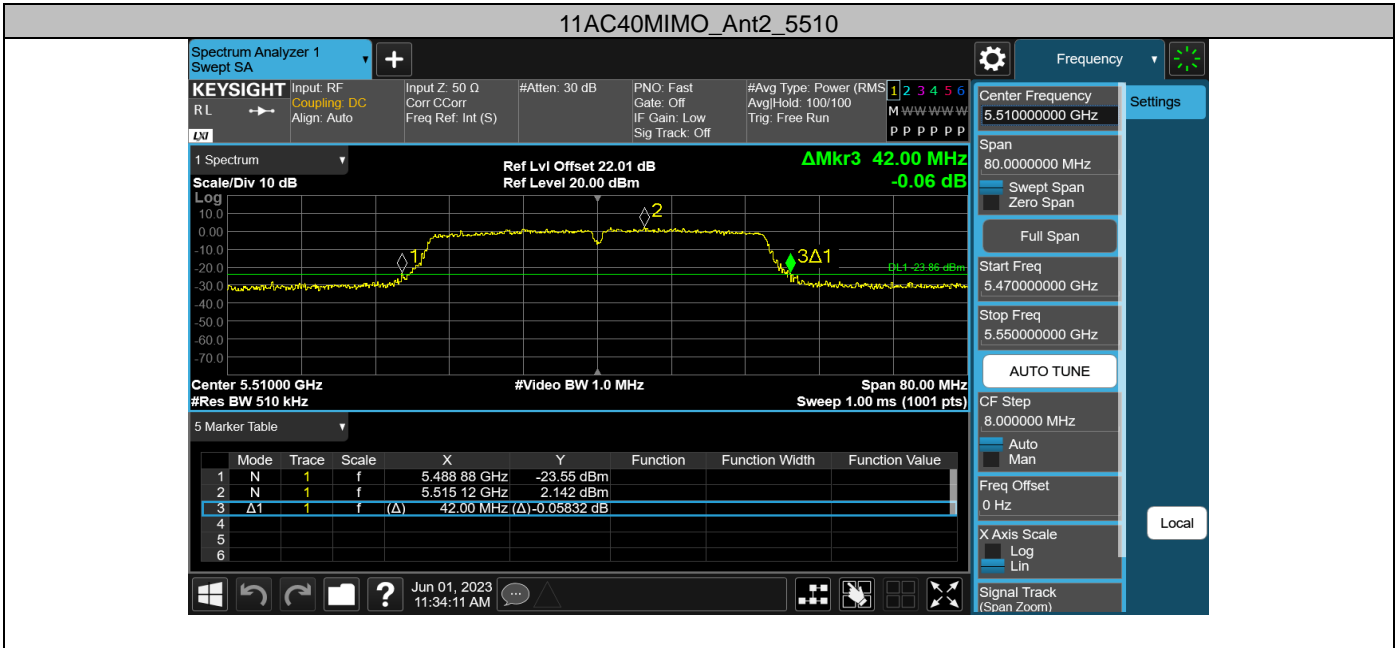 11AC40MIMO_Ant2_5510
Spectrum Analyzer 1
Swept SA
+
Frequency
KEYSIGHT
RL
LXI
Input: RF
Coupling: DC
Align: Auto
Input Z: 50 Ω
Corr CCorr
Freq Ref: Int (S)
#Atten: 30 dB
PNO: Fast
Gate: Off
IF Gain: Low
Sig Track: Off
#Avg Type: Power (RMS
Avg|Hold: 100/100
Trig: Free Run
1 2 3 4 5 6
M W W W W W
P P P P P P
1 Spectrum
Scale/Div 10 dB
Ref Lvl Offset 22.01 dB
Ref Level 20.00 dBm
ΔMkr3 42.00 MHz
-0.06 dB
Log
10.0
0.00
-10.0
-20.0
-30.0
-40.0
-50.0
-60.0
-70.0
1
2
3Δ1
DL1 -23.86 dBm
Center 5.51000 GHz
#Video BW 1.0 MHz
Span 80.00 MHz
#Res BW 510 kHz
Sweep 1.00 ms (1001 pts)
5 Marker Table
Mode Trace Scale X Y Function Function Width Function Value
1 N 1 f 5.488 88 GHz -23.55 dBm
2 N 1 f 5.515 12 GHz 2.142 dBm
3 Δ1 1 f (Δ) 42.00 MHz (Δ)-0.05832 dB
4
5
6
?
Jun 01, 2023
11:34:11 AM
Center Frequency
5.510000000 GHz
Settings
Span
80.0000000 MHz
Swept Span
Zero Span
Full Span
Start Freq
5.470000000 GHz
Stop Freq
5.550000000 GHz
AUTO TUNE
CF Step
8.000000 MHz
Auto
Man
Freq Offset
0 Hz
Local
X Axis Scale
Log
Lin
Signal Track
(Span Zoom)